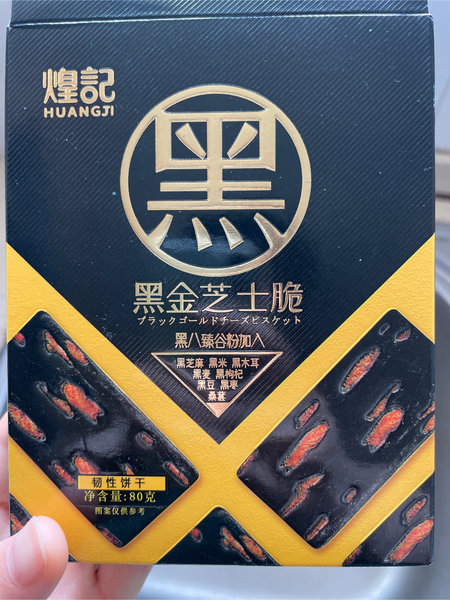 煌記
HUANGJI
黑
黑金芝士脆
ブラックゴールドチーズビスケット
黑八臻谷粉加入
黑芝麻 黑米 黑木耳
黑麦 黑枸杞
黑豆 黑枣
桑葚
韧性饼干
净含量:80克
图案仅供参考